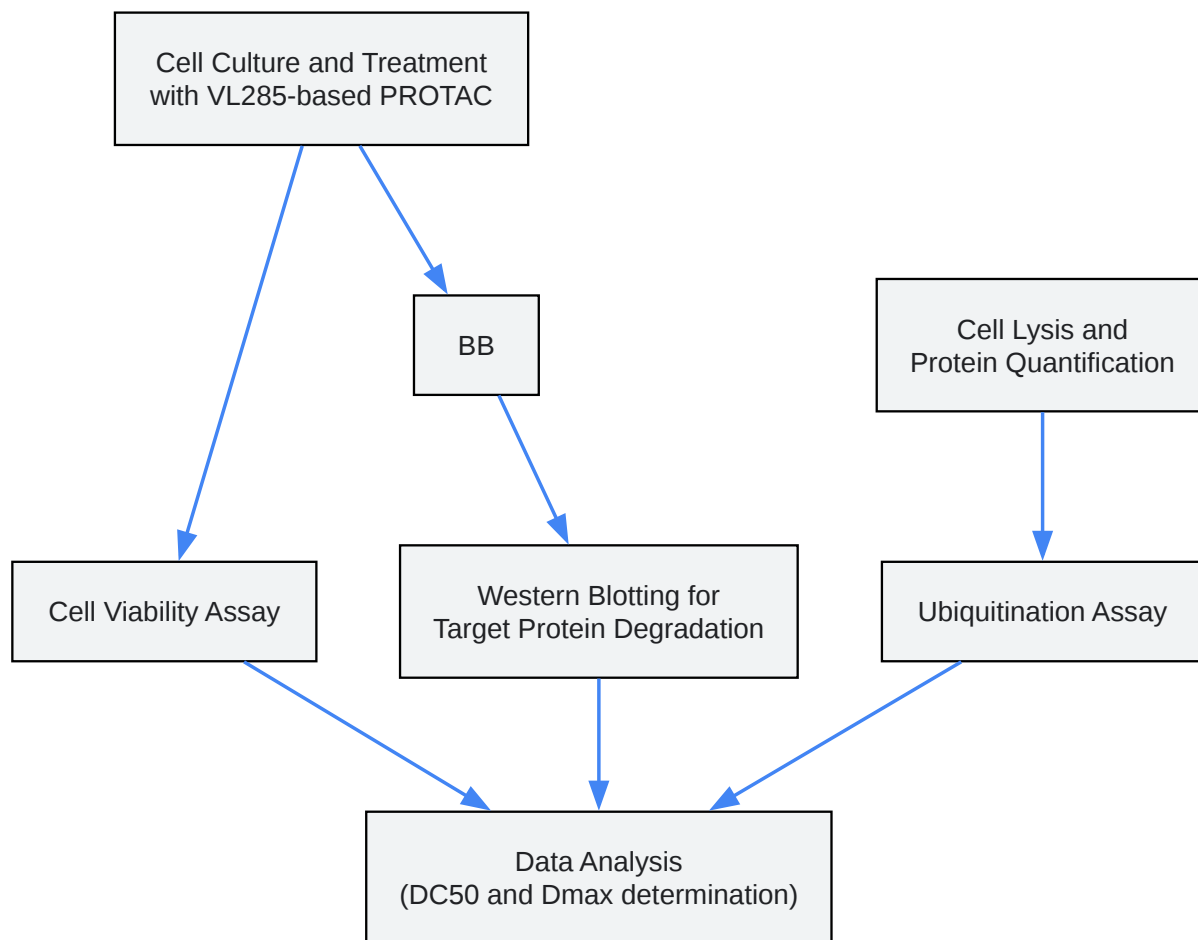 Cell Culture and Treatment
with VL285-based PROTAC
BB
Cell Lysis and
Protein Quantification
Cell Viability Assay
Western Blotting for
Target Protein Degradation
Ubiquitination Assay
Data Analysis
(DC50 and Dmax determination)